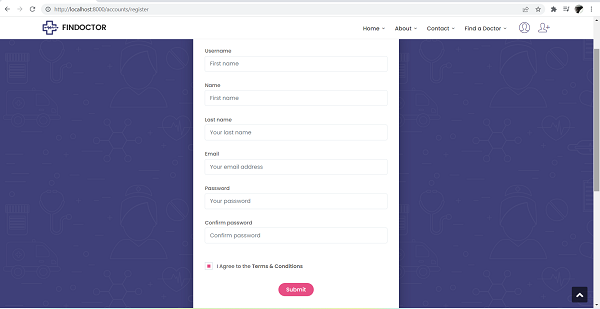 http://localhost:8000/accounts/register
FINDOCTOR
Home About Contact Find a Doctor
Username
First name
Name
First name
Last name
Your last name
Email
Your email address
Password
Your password
Confirm password
Confirm password
I Agree to the Terms & Conditions
Submit